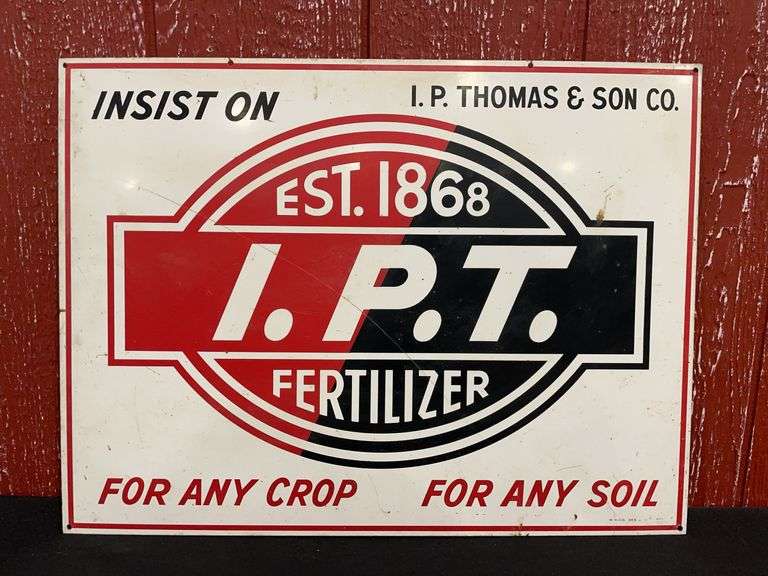 INSIST ON
I. P. THOMAS & SON CO.
EST. 1868
I.P.T.
FERTILIZER
FOR ANY CROP FOR ANY SOIL